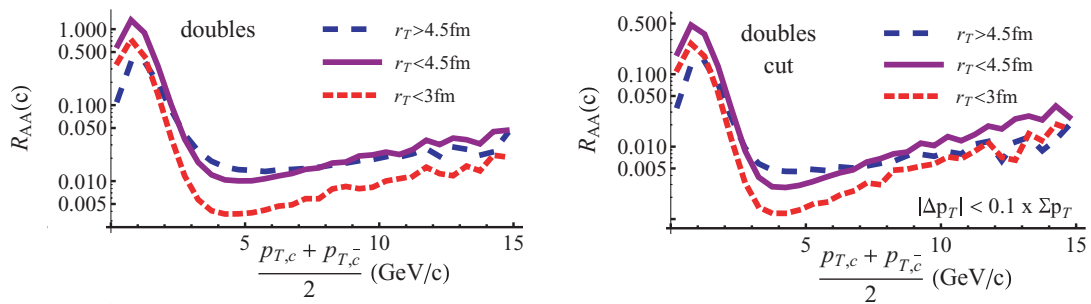 doubles
r_T>4.5fm
r_T<4.5fm
r_T<3fm
R_AA(c)
1.000
0.500
0.100
0.050
0.010
0.005
5 10 15
(p_T,c + p_T,c̄)/2 (GeV/c)
doubles
cut
r_T>4.5fm
r_T<4.5fm
r_T<3fm
|Δp_T| < 0.1 x Σp_T
R_AA(c)
0.500
0.100
0.050
0.010
0.005
5 10 15
(p_T,c + p_T,c̄)/2 (GeV/c)